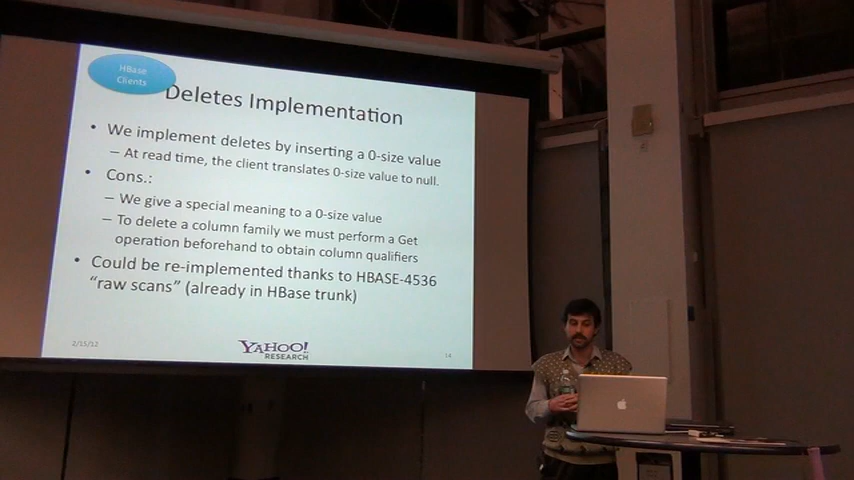 HBase
Clients
Deletes Implementation
• We implement deletes by inserting a 0-size value
– At read time, the client translates 0-size value to null.
• Cons.:
– We give a special meaning to a 0-size value
– To delete a column family we must perform a Get
operation beforehand to obtain column qualifiers
• Could be re-implemented thanks to HBASE-4536
“raw scans” (already in HBase trunk)
2/15/12
YAHOO!
RESEARCH
14